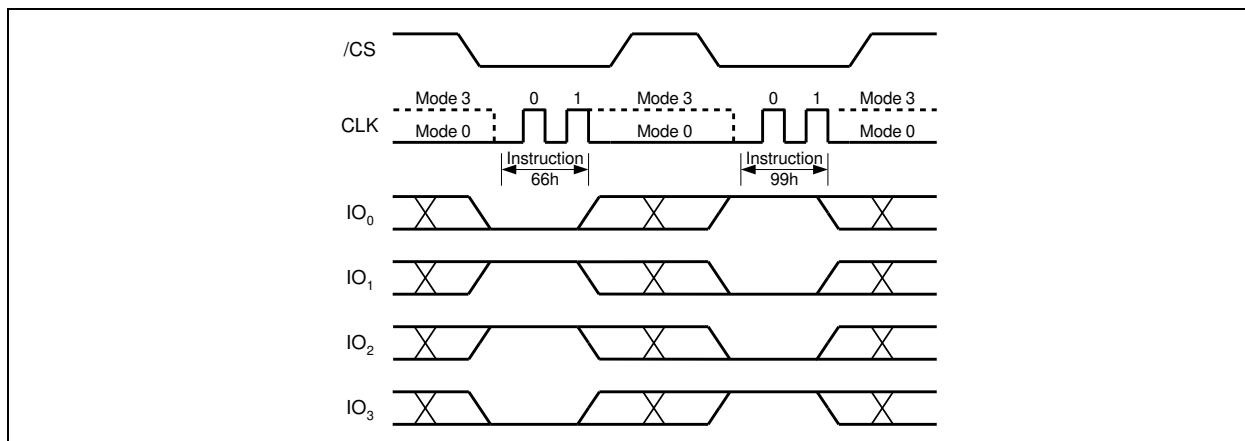 /CS
Mode 3 0 1 Mode 3 0 1 Mode 3
CLK
Mode 0 Mode 0 Mode 0
Instruction Instruction
66h 99h
IO0
IO1
IO2
IO3